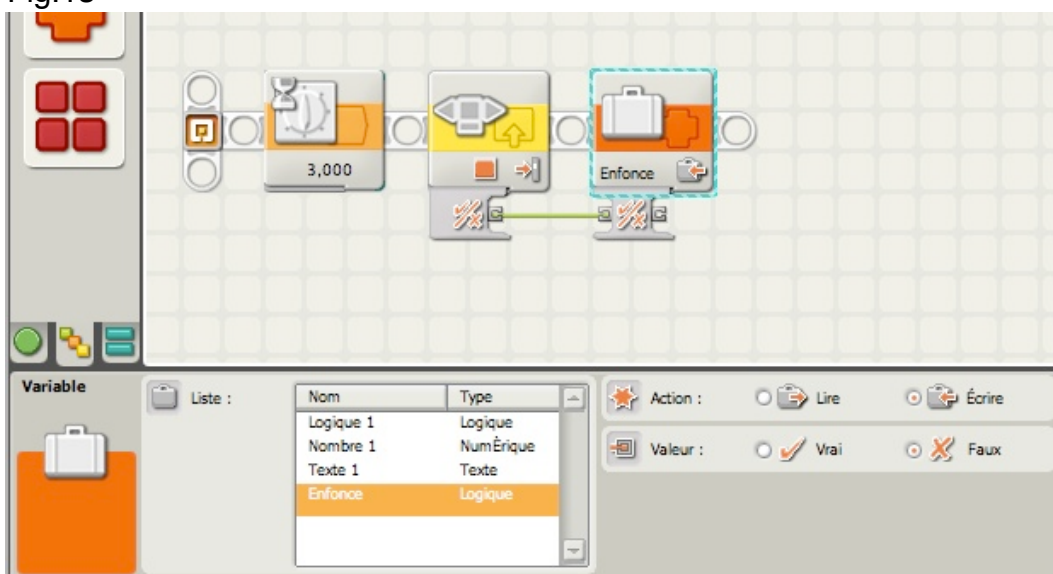 3,000
Enfonce
Variable
Liste :
Nom Type
Logique 1 Logique
Nombre 1 NumÈrique
Texte 1 Texte
Enfonce Logique
Action : Lire Écrire
Valeur : Vrai Faux